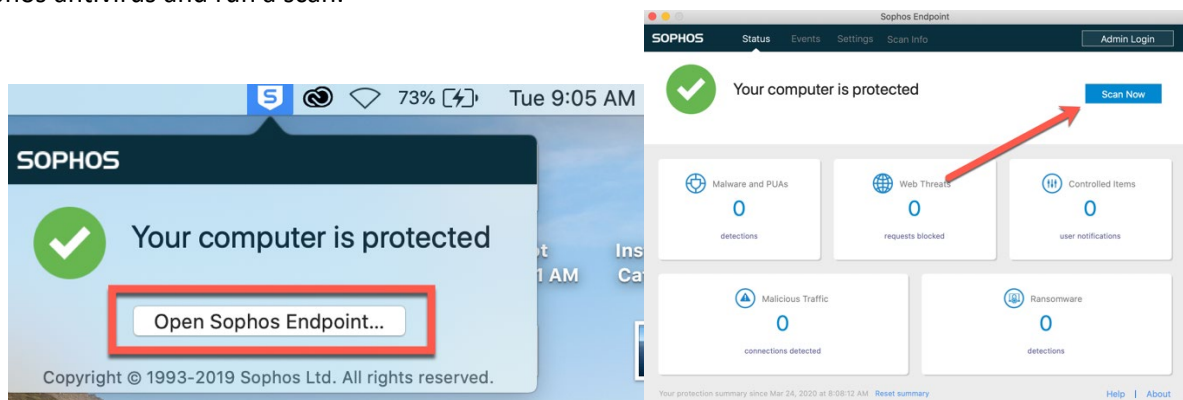 antivirus and run a scan.
73%
Tue 9:05 AM
SOPHOS
Your computer is protected
Open Sophos Endpoint...
Copyright © 1993-2019 Sophos Ltd. All rights reserved.
1 AM
Ins
Ca
Sophos Endpoint
SOPHOS
Status Events Settings Scan Info
Admin Login
Your computer is protected
Scan Now
Malware and PUAs
0
detections
Web Threats
0
requests blocked
Controlled Items
0
user notifications
Malicious Traffic
0
connections detected
Ransomware
0
detections
Your protection summary since Mar 24, 2020 at 8:08:12 AM Reset summary
Help | About